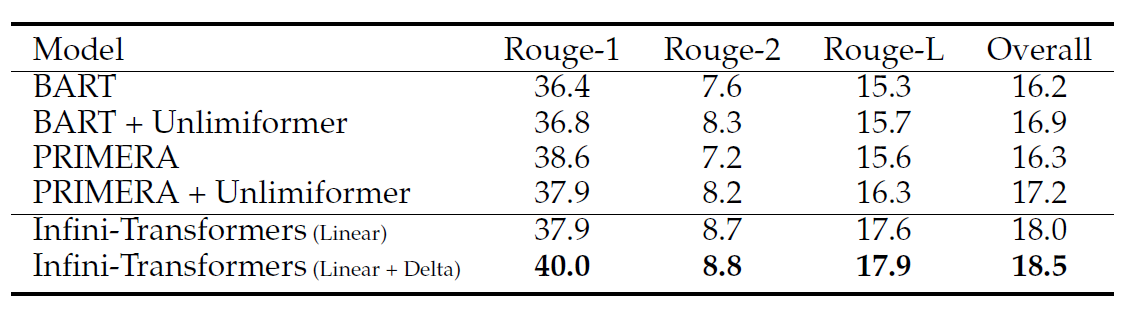 Model Rouge-1 Rouge-2 Rouge-L Overall
BART 36.4 7.6 15.3 16.2
BART + Unlimiformer 36.8 8.3 15.7 16.9
PRIMERA 38.6 7.2 15.6 16.3
PRIMERA + Unlimiformer 37.9 8.2 16.3 17.2
Infini-Transformers (Linear) 37.9 8.7 17.6 18.0
Infini-Transformers (Linear + Delta) 40.0 8.8 17.9 18.5